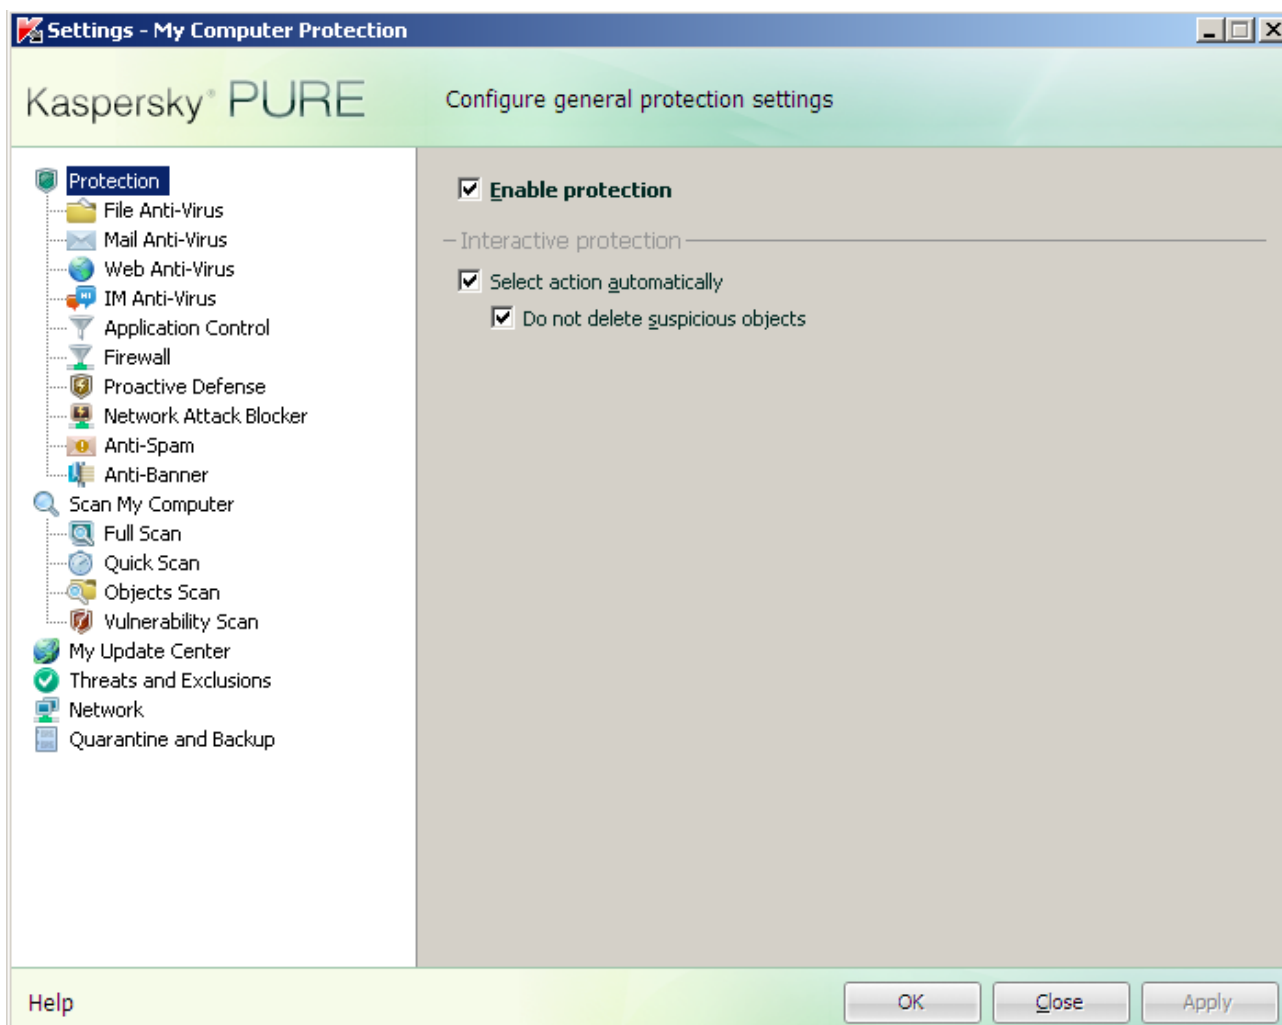 Settings - My Computer Protection
Kaspersky® PURE
Configure general protection settings
Protection
File Anti-Virus
Mail Anti-Virus
Web Anti-Virus
IM Anti-Virus
Application Control
Firewall
Proactive Defense
Network Attack Blocker
Anti-Spam
Anti-Banner
Scan My Computer
Full Scan
Quick Scan
Objects Scan
Vulnerability Scan
My Update Center
Threats and Exclusions
Network
Quarantine and Backup
Enable protection
Interactive protection
Select action automatically
Do not delete suspicious objects
Help
OK
Close
Apply